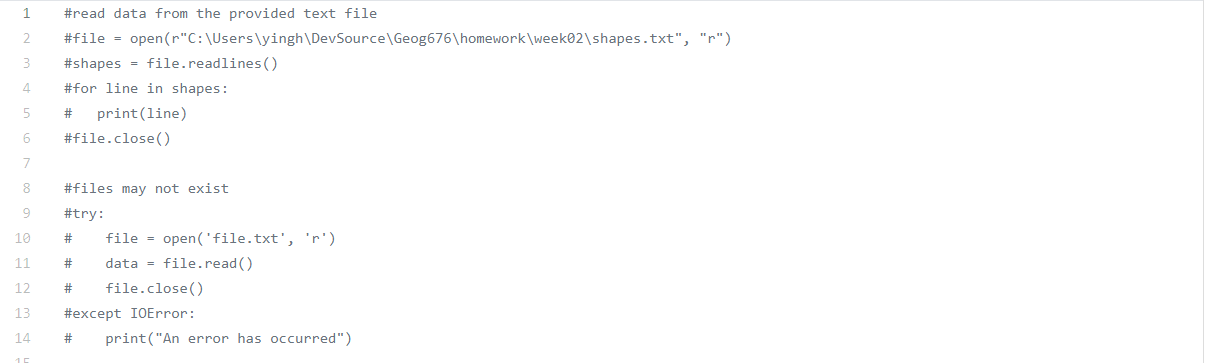 1 #read data from the provided text file
2 #file = open(r"C:\Users\yingh\DevSource\Geog676\homework\week02\shapes.txt", "r")
3 #shapes = file.readlines()
4 #for line in shapes:
5 #   print(line)
6 #file.close()
7
8 #files may not exist
9 #try:
10 #    file = open('file.txt', 'r')
11 #    data = file.read()
12 #    file.close()
13 #except IOError:
14 #    print("An error has occurred")
15